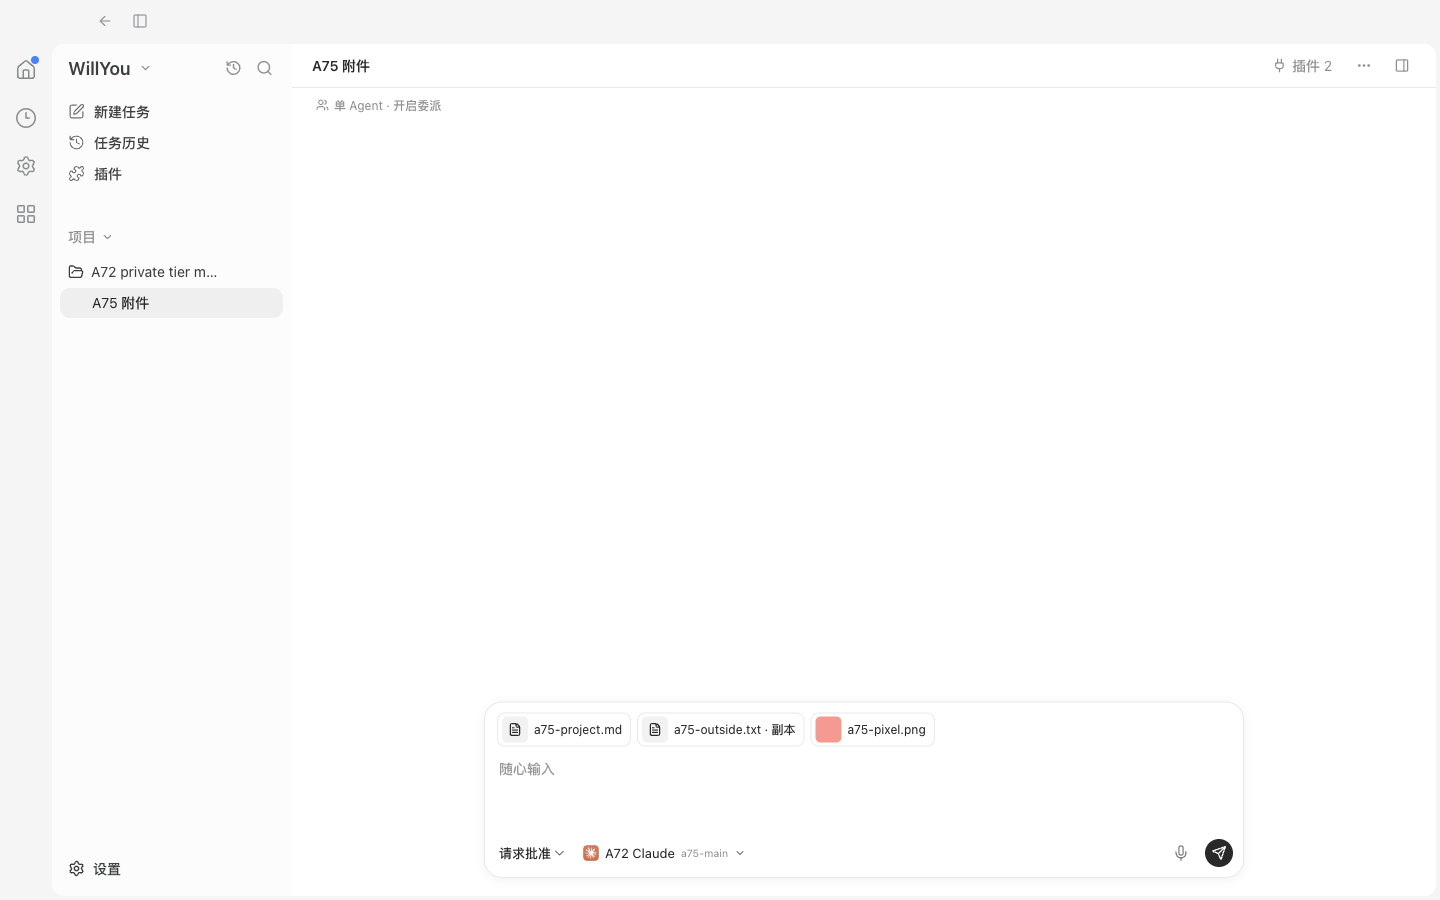 WillYou
新建任务
任务历史
插件
项目
A72 private tier m...
A75 附件
设置
A75 附件
插件 2
单 Agent · 开启委派
a75-project.md
a75-outside.txt · 副本
a75-pixel.png
随心输入
请求批准
A72 Claude a75-main